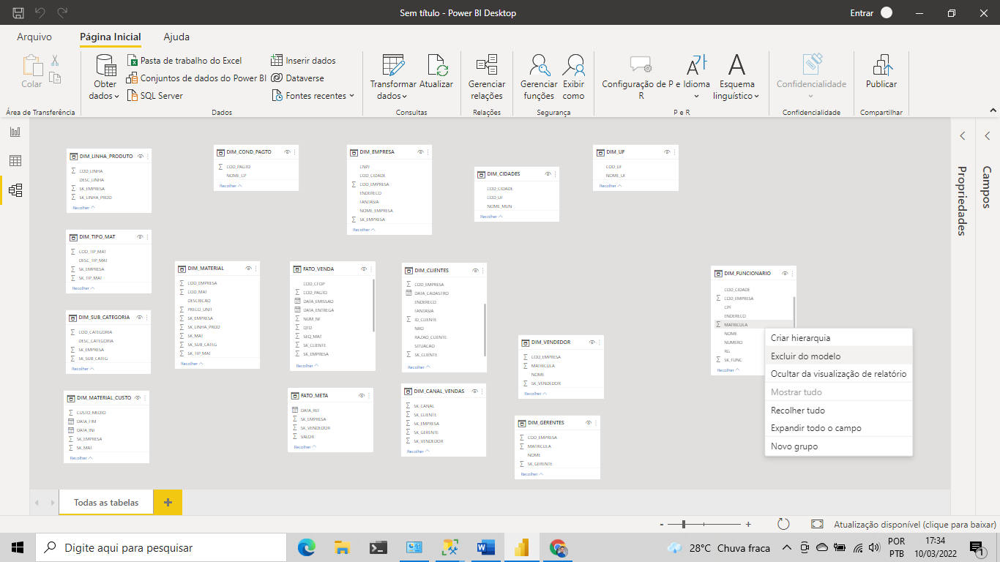 Sem título - Power BI Desktop
Entrar
Arquivo
Página Inicial
Ajuda
Colar
Obter dados
Pasta de trabalho do Excel
Conjuntos de dados do Power BI
SQL Server
Inserir dados
Dataverse
Fontes recentes
Transformar dados
Atualizar
Gerenciar relações
Gerenciar funções
Exibir como
Configuração de P e R
Idioma
Esquema linguístico
Confidencialidade
Publicar
Área de Transferência
Dados
Consultas
Relações
Segurança
P e R
Confidencialidade
Compartilhar
DIM_LINHA_PRODUTO
COD_LINHA
DESC_LINHA
SK_EMPRESA
SK_LINHA_PROD
Recolher
DIM_COND_PAGTO
COD_PAGTO
NOME_CP
Recolher
DIM_EMPRESA
CNPJ
COD_CIDADE
COD_EMPRESA
ENDERECO
FANTASIA
NOME_EMPRESA
SK_EMPRESA
Recolher
DIM_CIDADES
COD_CIDADE
COD_UF
NOME_MUN
Recolher
DIM_UF
COD_UF
NOME_UF
Recolher
DIM_TIPO_MAT
COD_TIP_MAT
DESC_TIP_MAT
SK_EMPRESA
SK_TIP_MAT
Recolher
DIM_MATERIAL
COD_EMPRESA
COD_MAT
DESCRICAO
PRECO_UNIT
SK_EMPRESA
SK_LINHA_PROD
SK_MAT
SK_SUB_CATEG
SK_TIP_MAT
Recolher
FATO_VENDA
COD_CFOP
COD_PAGTO
DATA_EMISSAO
DATA_ENTREGA
NUM_NF
QTD
SEQ_MAT
SK_CLIENTE
SK_EMPRESA
Recolher
DIM_CLIENTES
COD_EMPRESA
DATA_CADASTRO
ENDERECO
FANTASIA
ID_CLIENTE
NRO
RAZAO_CLIENTE
SITUACAO
SK_CLIENTE
Recolher
DIM_FUNCIONARIO
COD_CIDADE
COD_EMPRESA
CPF
ENDERECO
MATRICULA
NOME
NUMERO
RG
SK_FUNC
Recolher
Criar hierarquia
Excluir do modelo
Ocultar da visualização de relatório
Mostrar tudo
Recolher tudo
Expandir todo o campo
Novo grupo
DIM_SUB_CATEGORIA
COD_CATEGORIA
DESC_CATEGORIA
SK_EMPRESA
SK_SUB_CATEG
Recolher
DIM_VENDEDOR
COD_EMPRESA
MATRICULA
NOME
SK_VENDEDOR
Recolher
DIM_MATERIAL_CUSTO
CUSTO_MEDIO
DATA_FIM
DATA_INI
SK_EMPRESA
SK_MAT
Recolher
FATO_META
DATA_REF
SK_EMPRESA
SK_VENDEDOR
VALOR
Recolher
DIM_CANAL_VENDAS
SK_CANAL
SK_CLIENTE
SK_EMPRESA
SK_GERENTE
SK_VENDEDOR
Recolher
DIM_GERENTES
COD_EMPRESA
MATRICULA
NOME
SK_GERENTE
Recolher
Propriedades
Campos
Todas as tabelas
Atualização disponível (clique para baixar)
Digite aqui para pesquisar
28°C Chuva fraca
POR
PTB
17:34
10/03/2022
1